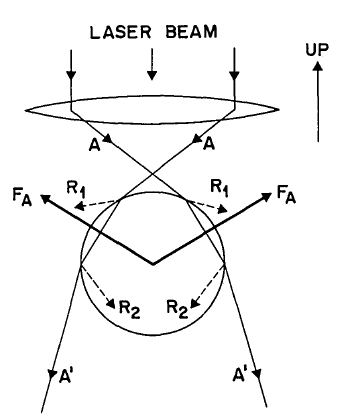 LASER BEAM
UP
A A
R1 R1
FA FA
R2 R2
A' A'